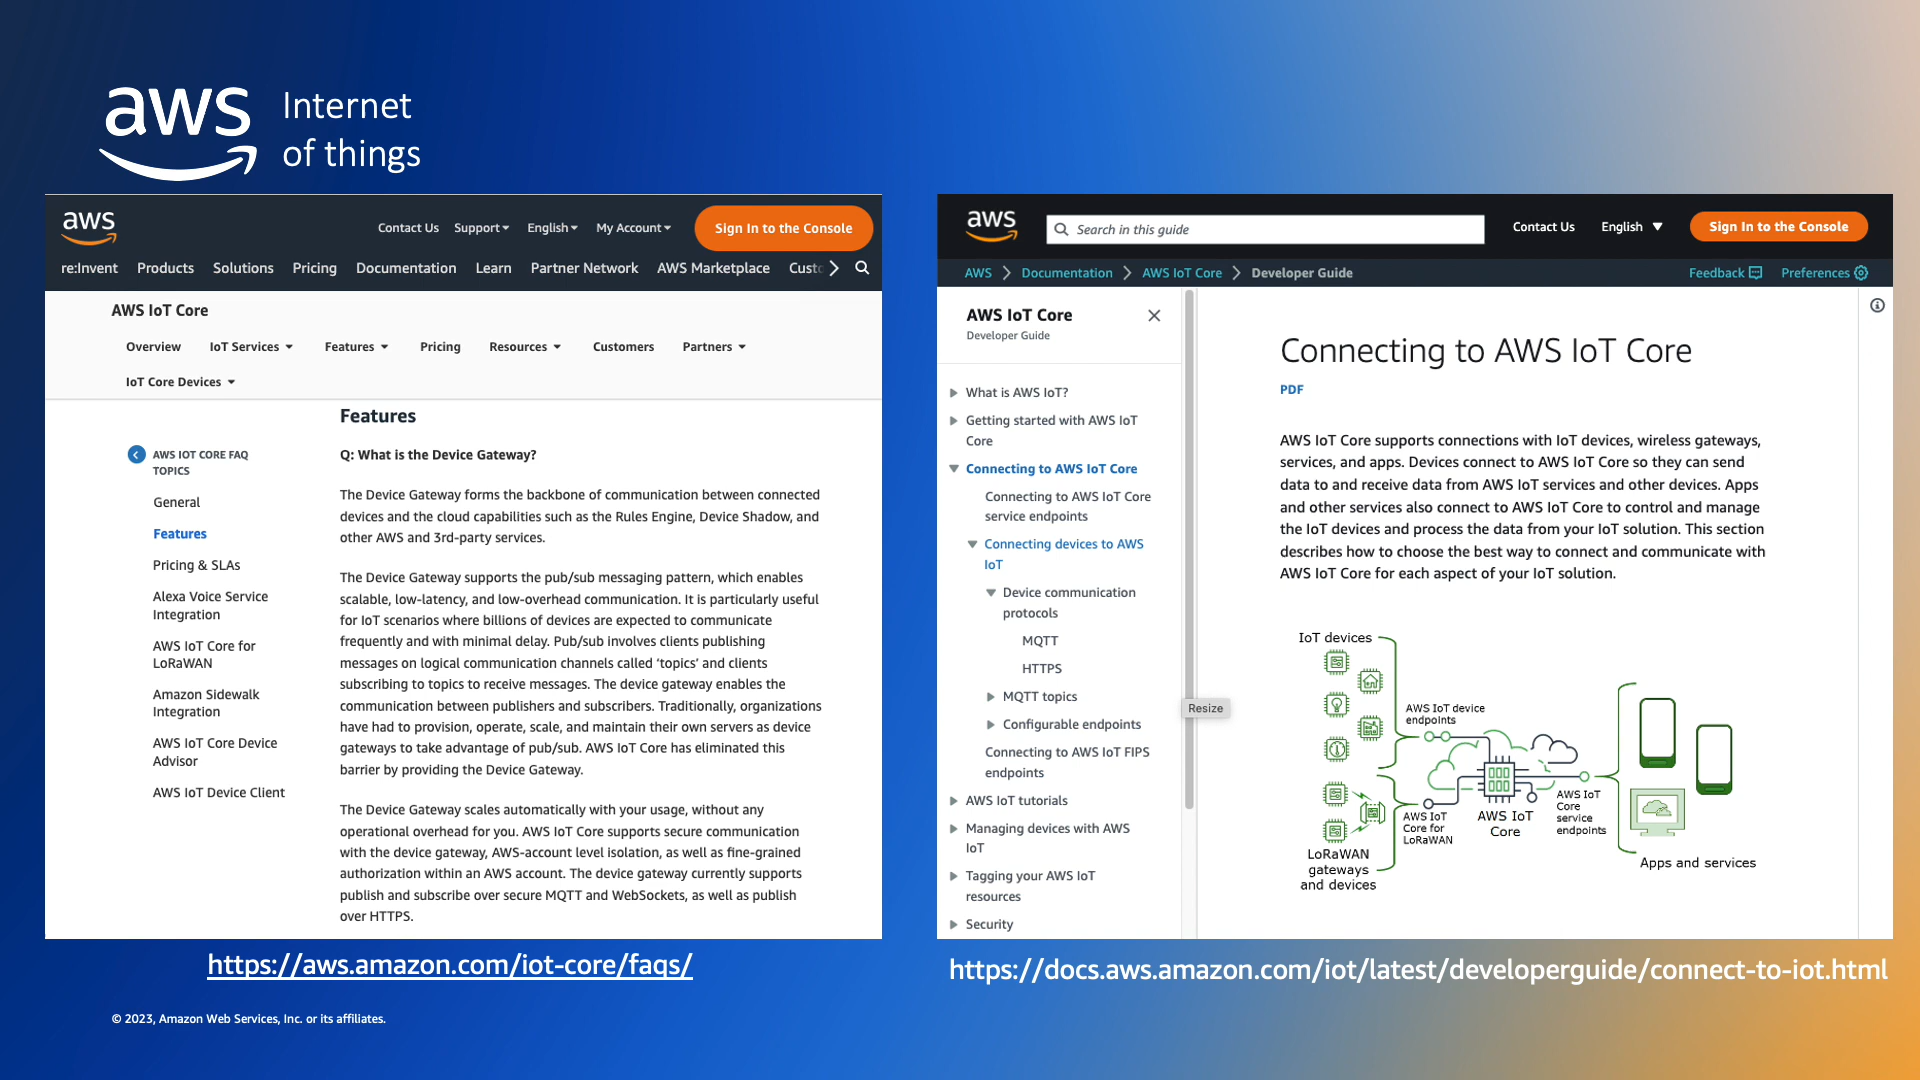 aws
Internet
of things
aws
Contact Us Support English My Account Sign In to the Console
re:Invent Products Solutions Pricing Documentation Learn Partner Network AWS Marketplace Custo
AWS IoT Core
Overview IoT Services Features Pricing Resources Customers Partners
IoT Core Devices
AWS IOT CORE FAQ
TOPICS
General
Features
Pricing & SLAs
Alexa Voice Service
Integration
AWS IoT Core for
LoRaWAN
Amazon Sidewalk
Integration
AWS IoT Core Device
Advisor
AWS IoT Device Client
Features
Q: What is the Device Gateway?
The Device Gateway forms the backbone of communication between connected
devices and the cloud capabilities such as the Rules Engine, Device Shadow, and
other AWS and 3rd-party services.
The Device Gateway supports the pub/sub messaging pattern, which enables
scalable, low-latency, and low-overhead communication. It is particularly useful
for IoT scenarios where billions of devices are expected to communicate
frequently and with minimal delay. Pub/sub involves clients publishing
messages on logical communication channels called ‘topics’ and clients
subscribing to topics to receive messages. The device gateway enables the
communication between publishers and subscribers. Traditionally, organizations
have had to provision, operate, scale, and maintain their own servers as device
gateways to take advantage of pub/sub. AWS IoT Core has eliminated this
barrier by providing the Device Gateway.
The Device Gateway scales automatically with your usage, without any
operational overhead for you. AWS IoT Core supports secure communication
with the device gateway, AWS-account level isolation, as well as fine-grained
authorization within an AWS account. The device gateway currently supports
publish and subscribe over secure MQTT and WebSockets, as well as publish
over HTTPS.
https://aws.amazon.com/iot-core/faqs/
aws
Search in this guide
Contact Us English Sign In to the Console
AWS Documentation AWS IoT Core Developer Guide
Feedback Preferences
AWS IoT Core
Developer Guide
What is AWS IoT?
Getting started with AWS IoT
Core
Connecting to AWS IoT Core
Connecting to AWS IoT Core
service endpoints
Connecting devices to AWS
IoT
Device communication
protocols
MQTT
HTTPS
MQTT topics
Configurable endpoints
Connecting to AWS IoT FIPS
endpoints
AWS IoT tutorials
Managing devices with AWS
IoT
Tagging your AWS IoT
resources
Security
Resize
Connecting to AWS IoT Core
PDF
AWS IoT Core supports connections with IoT devices, wireless gateways,
services, and apps. Devices connect to AWS IoT Core so they can send
data to and receive data from AWS IoT services and other devices. Apps
and other services also connect to AWS IoT Core to control and manage
the IoT devices and process the data from your IoT solution. This section
describes how to choose the best way to connect and communicate with
AWS IoT Core for each aspect of your IoT solution.
IoT devices
AWS IoT device
endpoints
AWS IoT
Core for
LoRaWAN
AWS IoT
Core
AWS IoT
Core
service
endpoints
LoRaWAN
gateways
and devices
Apps and services
https://docs.aws.amazon.com/iot/latest/developerguide/connect-to-iot.html
© 2023, Amazon Web Services, Inc. or its affiliates.